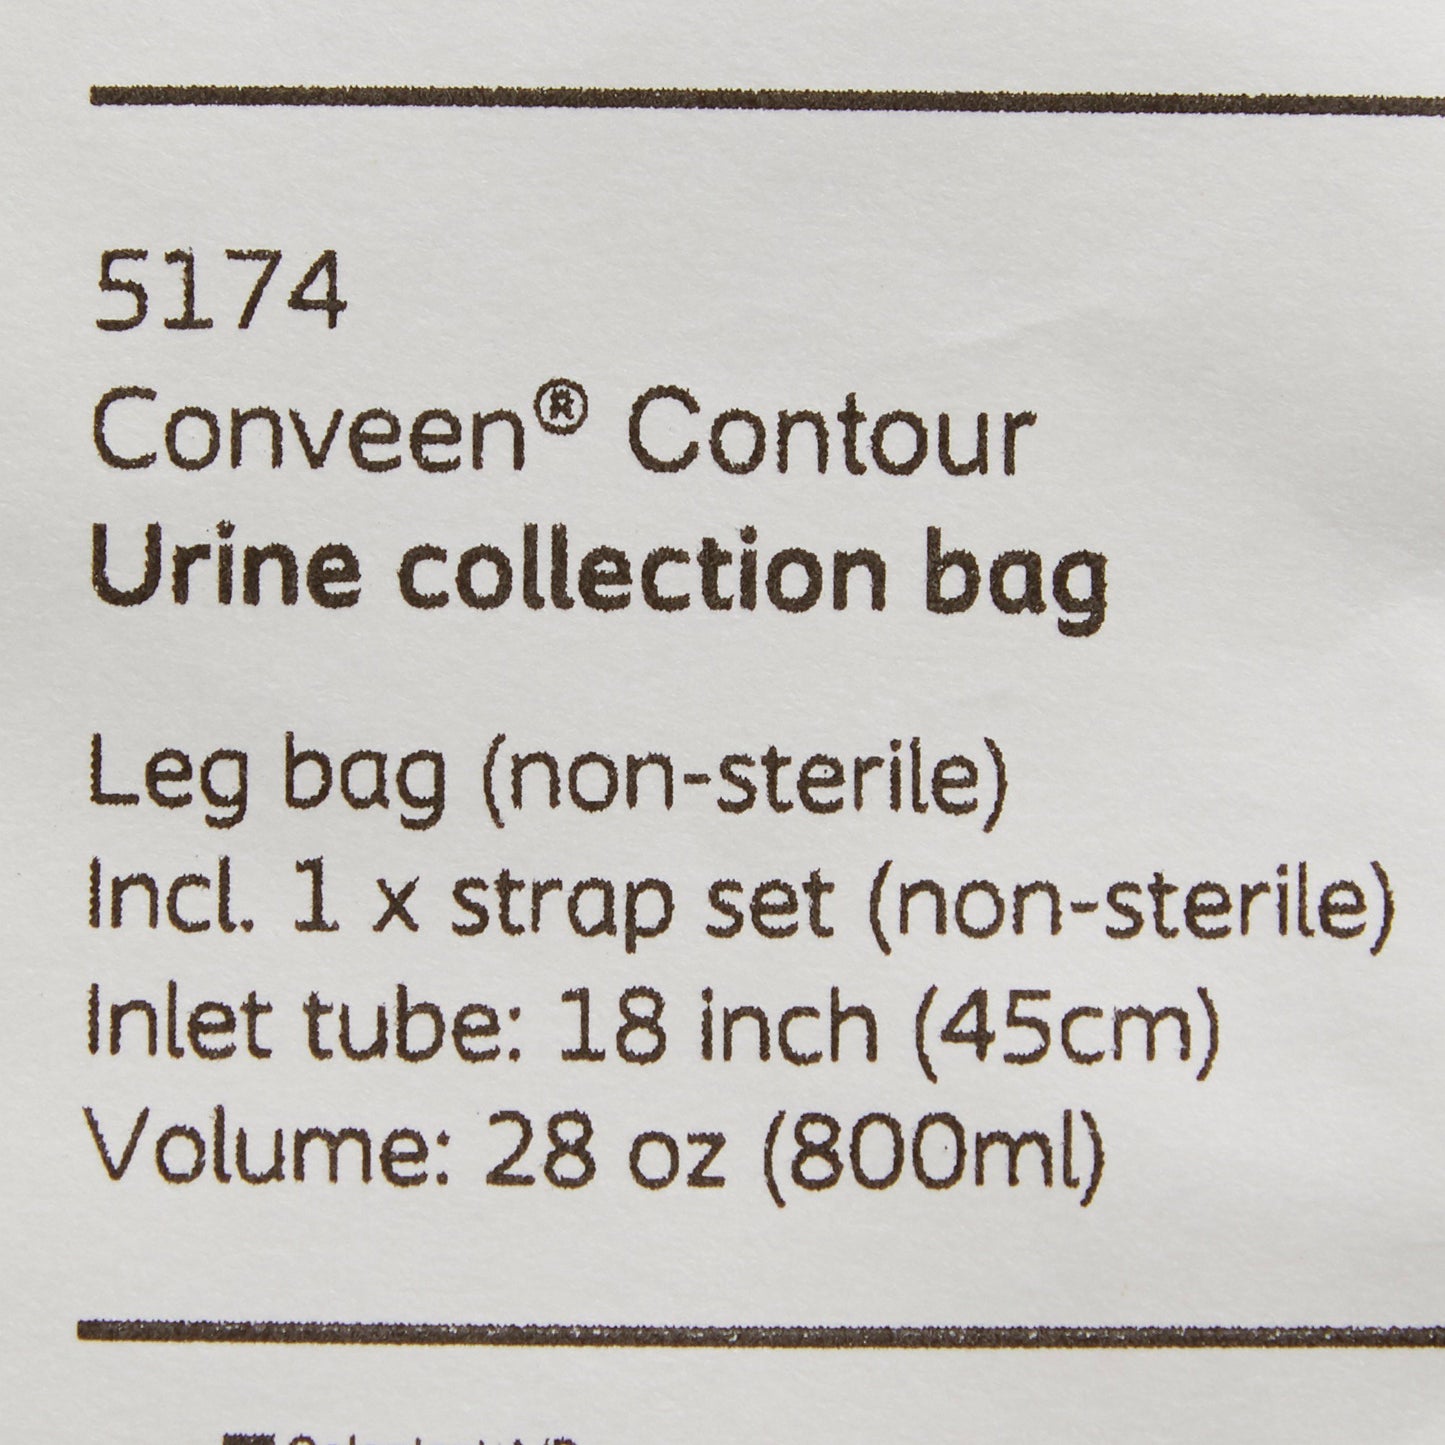 5174
Conveen® Contour
Urine collection bag
Leg bag (non-sterile)
Incl. 1 x strap set (non-sterile)
Inlet tube: 18 inch (45cm)
Volume: 28 oz (800ml)